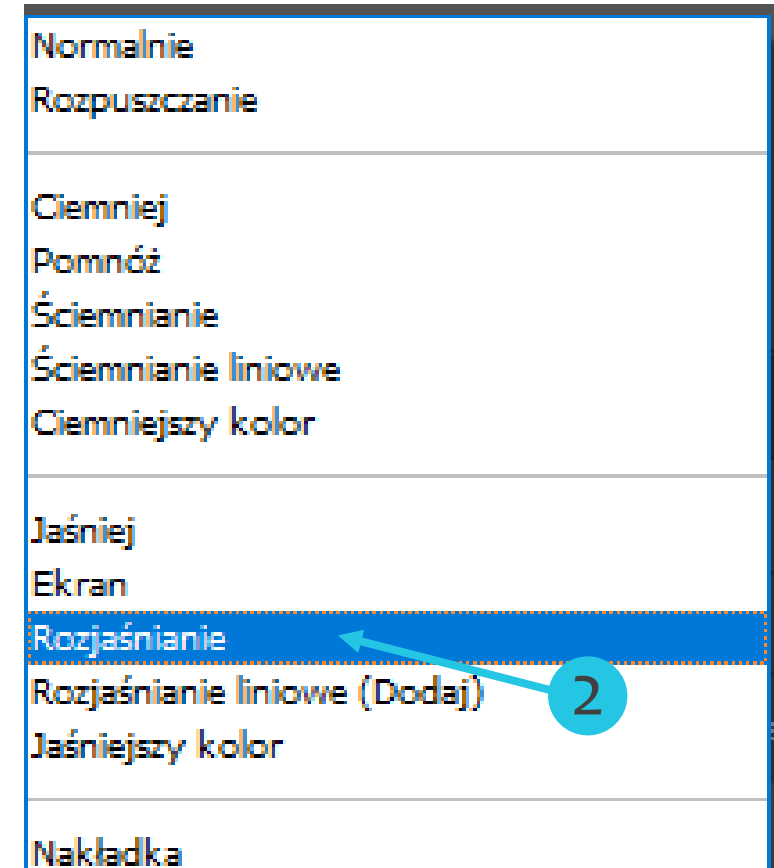 Normalnie
Rozpuszczanie
Ciemniej
Pomnóż
Ściemnianie
Ściemnianie liniowe
Ciemniejszy kolor
Jaśniej
Ekran
Rozjaśnianie
Rozjaśnianie liniowe (Dodaj)
2
Jaśniejszy kolor
Nakładka